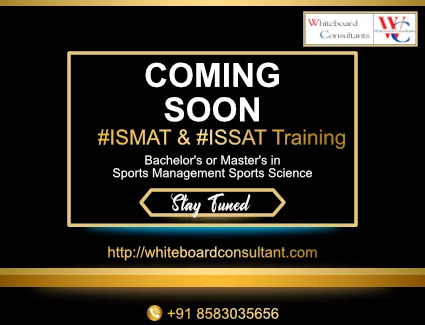 Whiteboard
Consultants
WC
COMING
SOON
#ISMAT & #ISSAT Training
Bachelor's or Master's in
Sports Management Sports Science
Stay Tuned
http://whiteboardconsultant.com
+91 8583035656